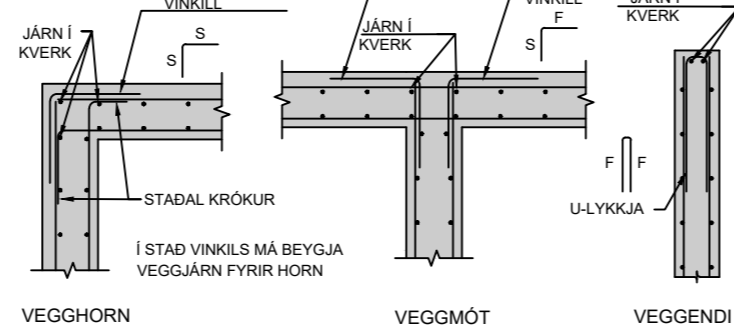 VINKILL
JÁRN Í
KVERK
S
S
STAÐAL KRÓKUR
Í STAÐ VINKILS MÁ BEYGJA
VEGGJÁRN FYRIR HORN
VEGGHORN
JÁRN Í
KVERK
VINKILL
F
S
VEGGMÓT
JÁRN Í
KVERK
F
F
U-LYKKJA
VEGGENDI